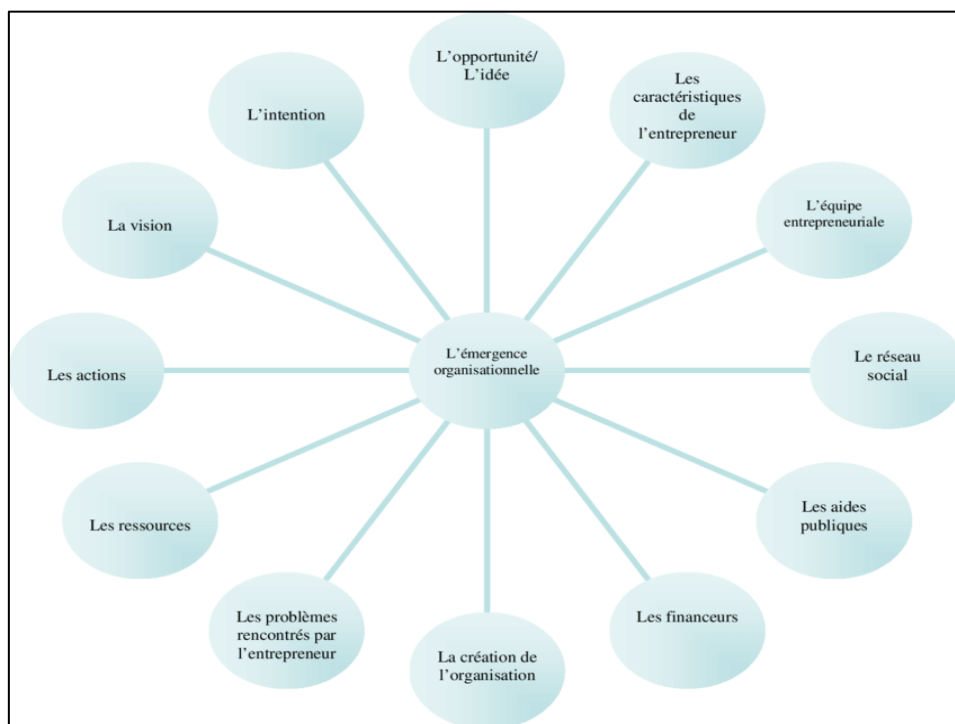 L'opportunité/
L'idée
Les
caractéristiques
de
l'entrepreneur
L'équipe
entrepreneuriale
Le réseau
social
Les aides
publiques
Les financeurs
La création de
l'organisation
Les problèmes
rencontrés par
l'entrepreneur
Les ressources
Les actions
La vision
L'intention
L'émergence
organisationnelle